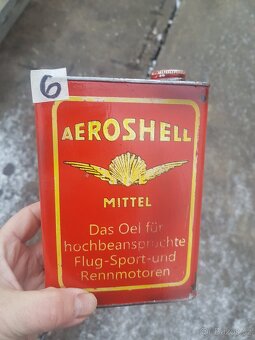 6
AEROSHELL
MITTEL
Das Oel für
hochbeanspruchte
Flug-Sport-und
Rennmotoren